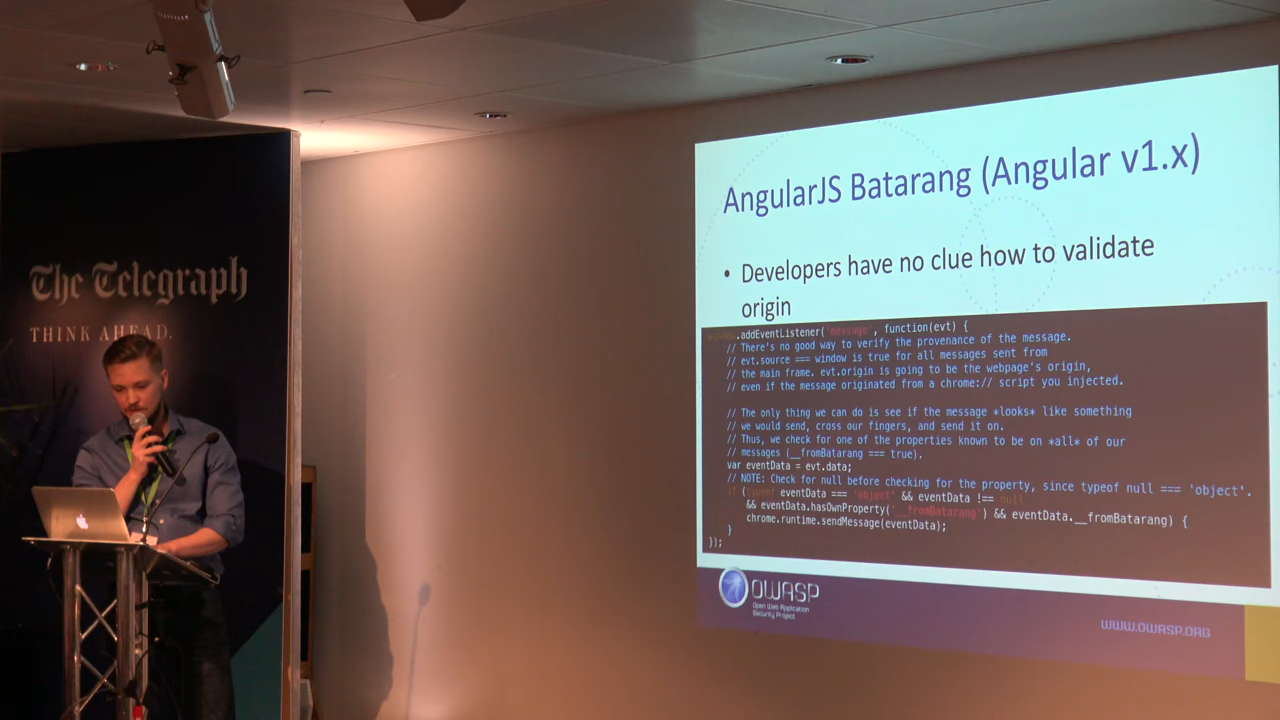 The Telegraph
THINK AHEAD.
AngularJS Batarang (Angular v1.x)
• Developers have no clue how to validate
origin
window.addEventListener('message', function(evt) {
// There's no good way to verify the provenance of the message.
// evt.source === window is true for all messages sent from
// the main frame. evt.origin is going to be the webpage's origin,
// even if the message originated from a chrome:// script you injected.
// The only thing we can do is see if the message *looks* like something
// we would send, cross our fingers, and send it on.
// Thus, we check for one of the properties known to be on *all* of our
// messages (__fromBatarang === true).
var eventData = evt.data;
// NOTE: Check for null before checking for the property, since typeof null === 'object'.
if (typeof eventData === 'object' && eventData !== null
&& eventData.hasOwnProperty('__fromBatarang') && eventData.__fromBatarang) {
chrome.runtime.sendMessage(eventData);
}
});
OWASP
Open Web Application
Security Project
WWW.OWASP.ORG